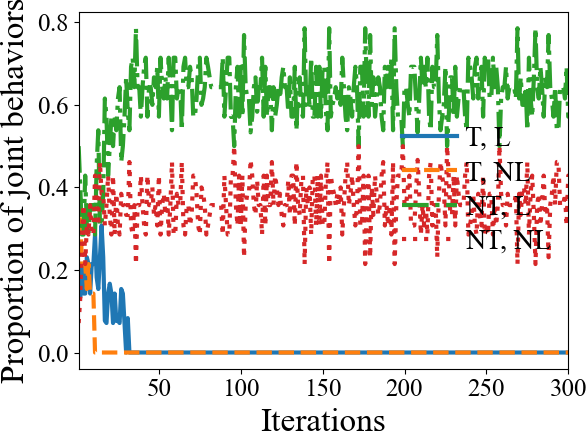 Proportion of joint behaviors
0.8
0.6
0.4
0.2
0.0
T, L
T, NL
NT, L
NT, NL
50
100
150
200
250
300
Iterations